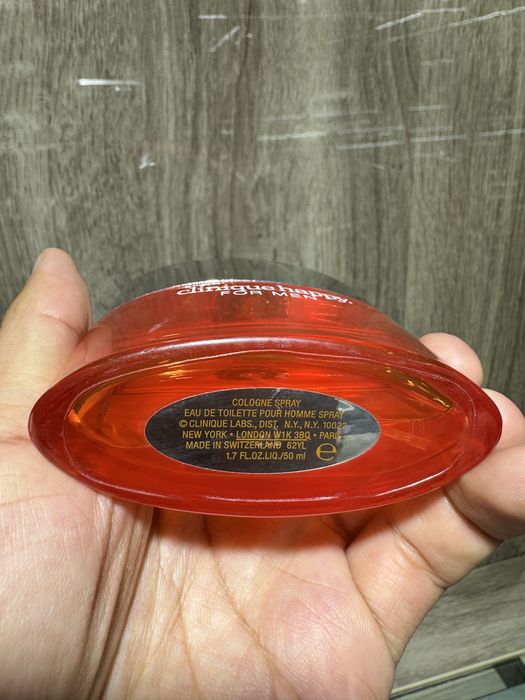 clinique happy.
FOR MEN
COLOGNE SPRAY
EAU DE TOILETTE POUR HOMME SPRAY
© CLINIQUE LABS., DIST. N.Y., N.Y. 10022
NEW YORK • LONDON W1K 3BQ • PARIS
MADE IN SWITZERLAND 62YL
1.7 FL.OZ.LIQ./50 ml ℮